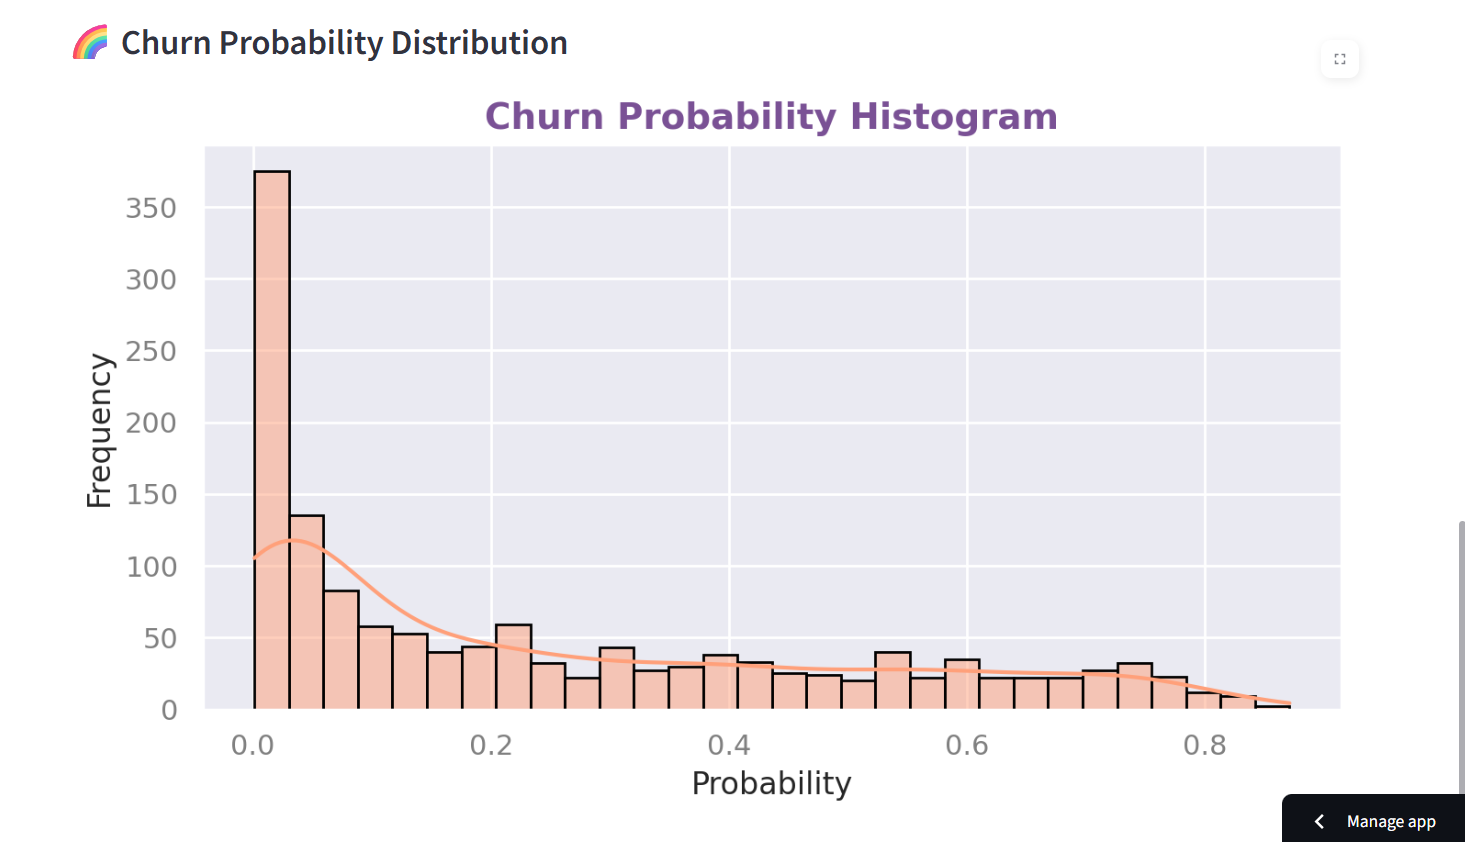 🌈 Churn Probability Distribution
Churn Probability Histogram
350
300
250
200
150
100
50
0
Frequency
0.0 0.2 0.4 0.6 0.8
Probability
Manage app